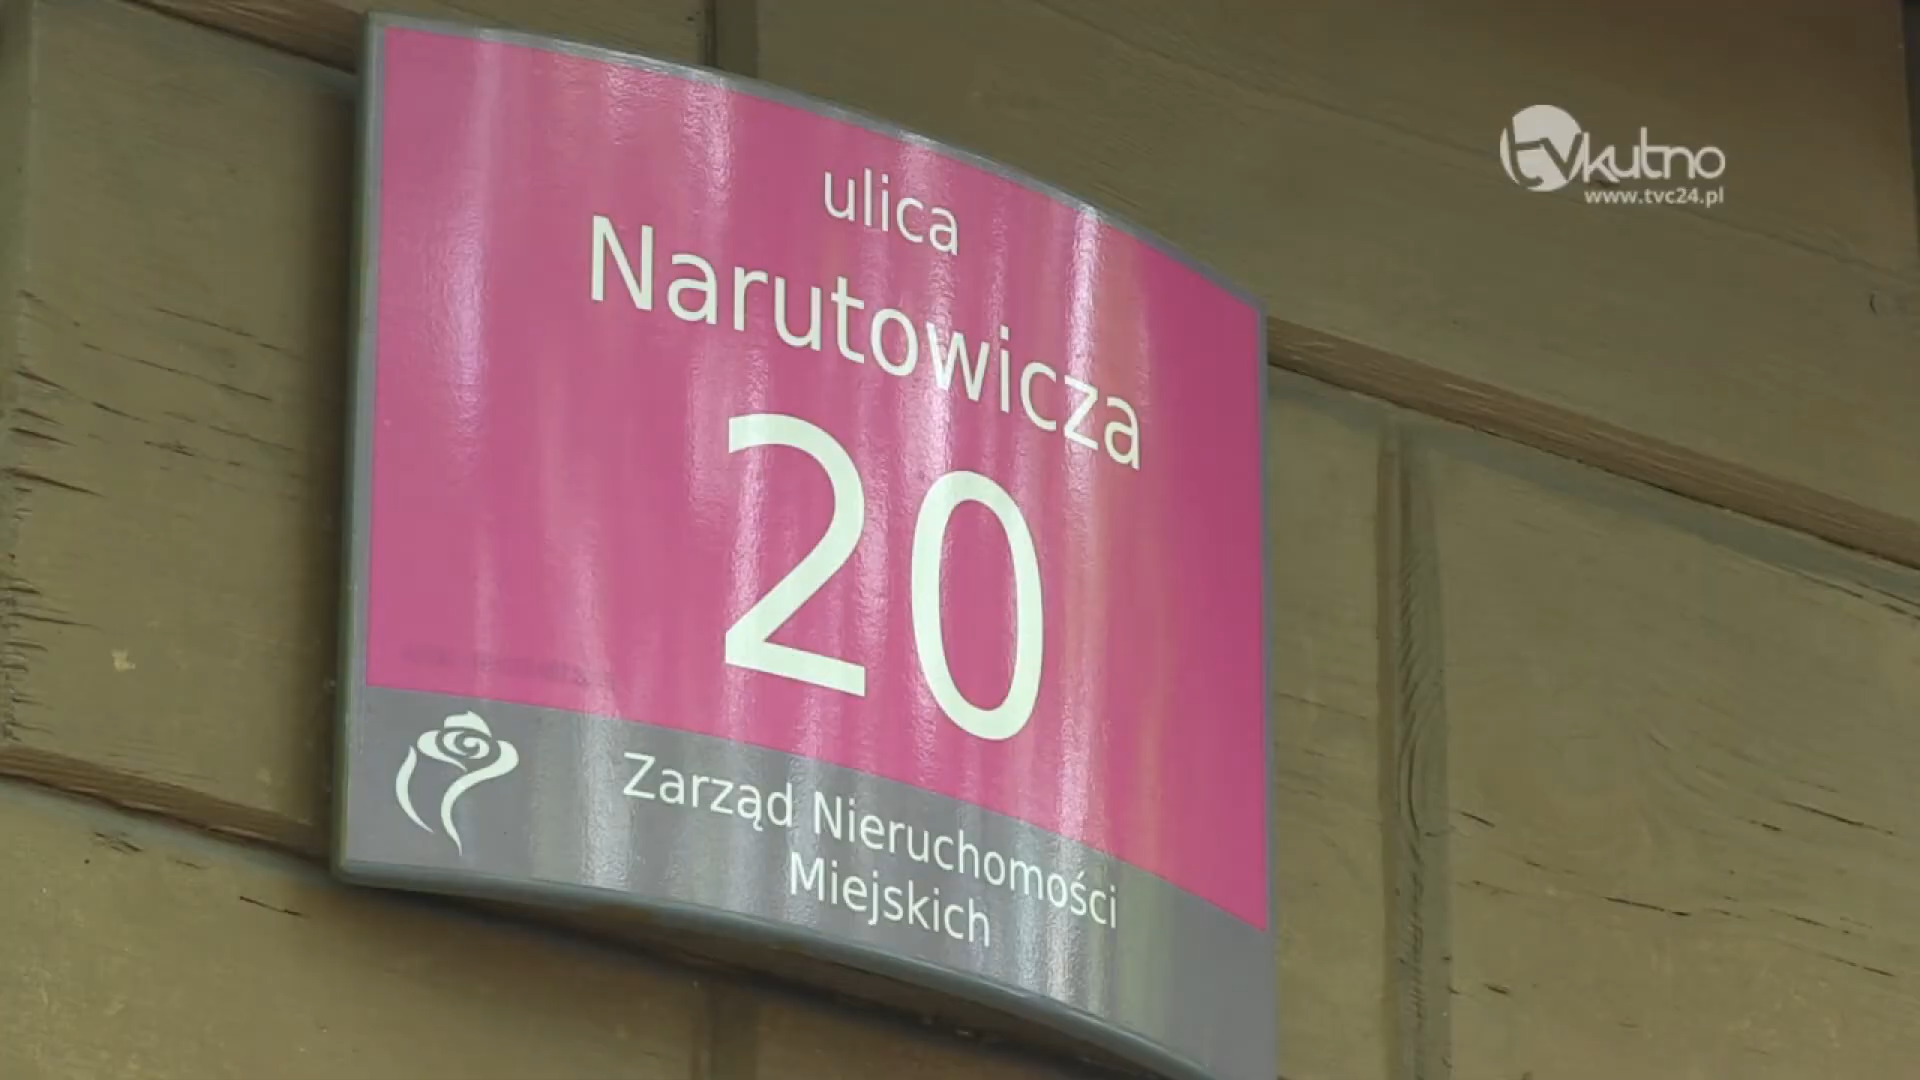 tvkutno
www.tvc24.pl
ulica
Narutowicza
20
Zarząd Nieruchomości
Miejskich